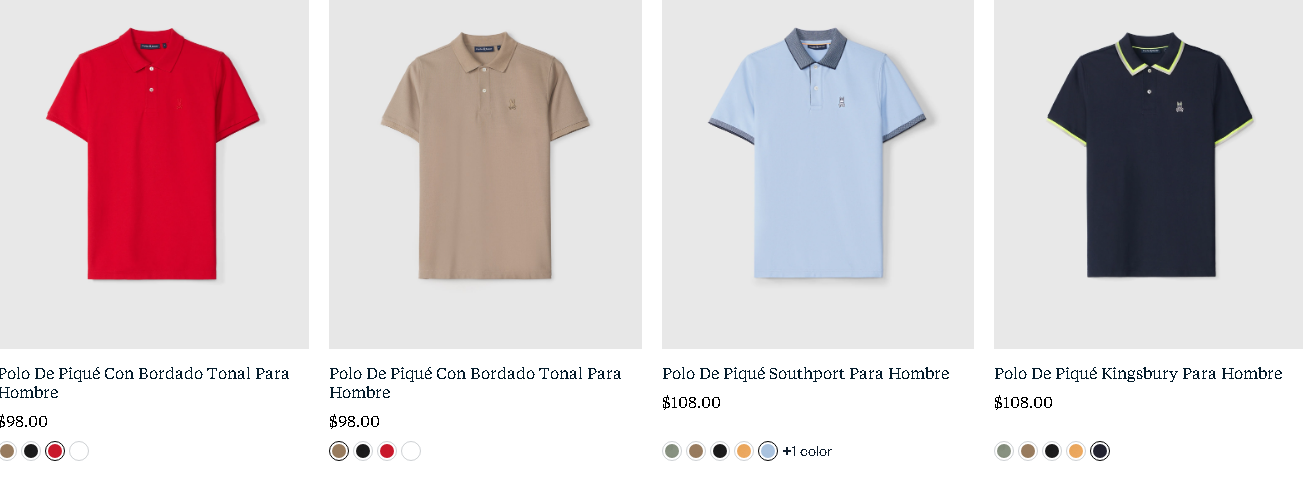 Polo De Piqué Con Bordado Tonal Para
Hombre
$98.00
Polo De Piqué Con Bordado Tonal Para
Hombre
$98.00
Polo De Piqué Southport Para Hombre
$108.00
+1 color
Polo De Piqué Kingsbury Para Hombre
$108.00